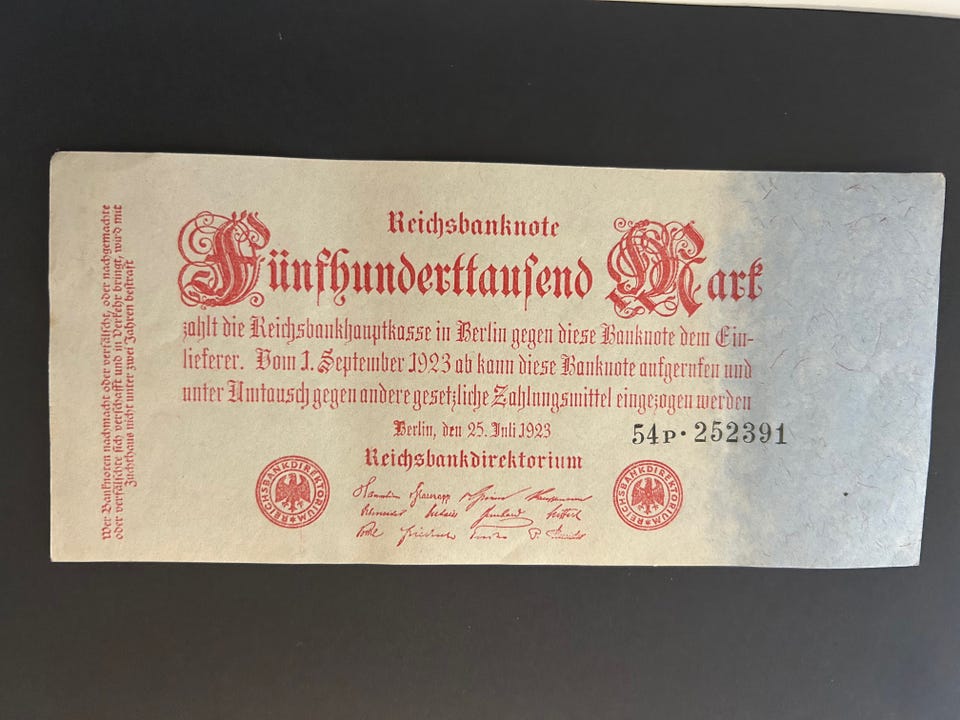 Reichsbanknote
Fünfhunderttausend Mark
zahlt die Reichsbankhauptkasse in Berlin gegen diese Banknote dem Ein-
lieferer. Vom 1. September 1923 ab kann diese Banknote aufgerufen und
unter Umtausch gegen andere gesetzliche Zahlungsmittel eingezogen werden
Berlin, den 25. Juli 1923
54P·252391
Reichsbankdirektorium
REICHSBANKDIREKTORIUM
REICHSBANKDIREKTORIUM
Wer Banknoten nachmacht oder verfälscht, oder nachgemachte
oder verfälschte sich verschafft und in Verkehr bringt, wird mit
Zuchthaus nicht unter zwei Jahren bestraft